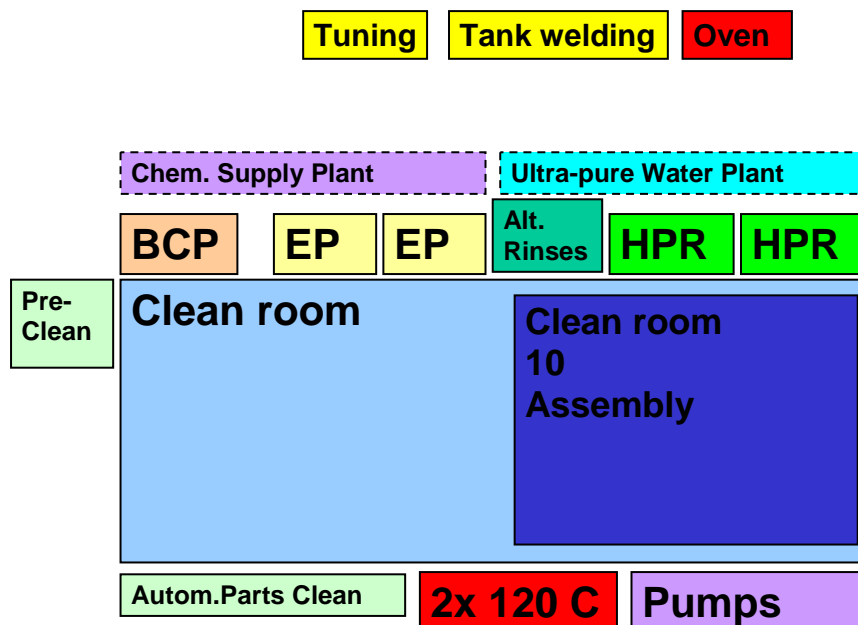 Tuning
Tank welding
Oven
Chem. Supply Plant
Ultra-pure Water Plant
BCP
EP
EP
Alt.
Rinses
HPR
HPR
Pre-
Clean
Clean room
Clean room
10
Assembly
Autom.Parts Clean
2x 120 C
Pumps